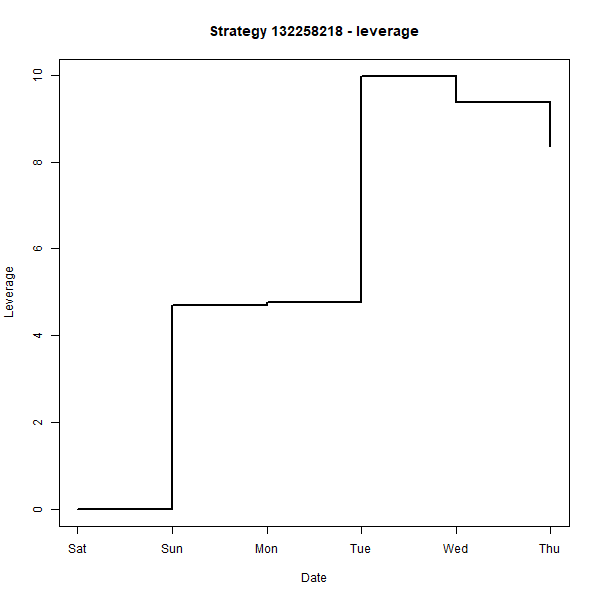 Strategy 132258218 - leverage
10
8
6
4
2
0
Leverage
Sat Sun Mon Tue Wed Thu
Date